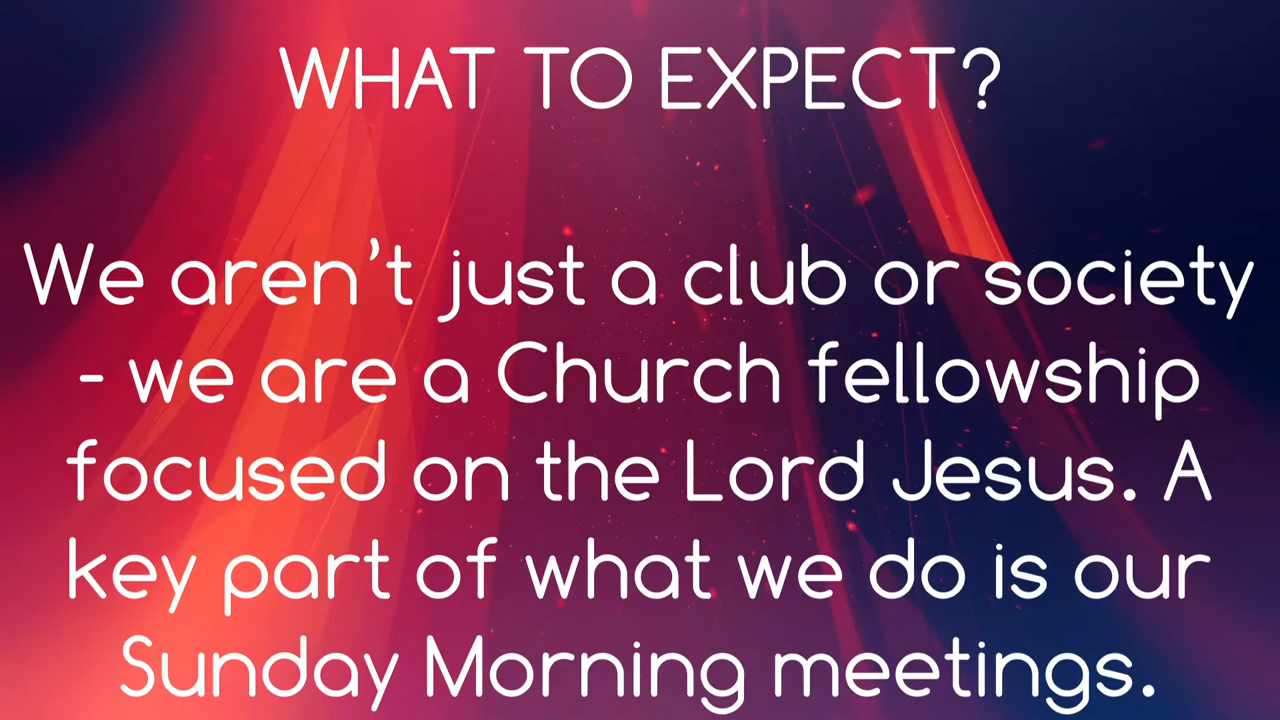 WHAT TO EXPECT?
We aren’t just a club or society
- we are a Church fellowship
focused on the Lord Jesus. A
key part of what we do is our
Sunday Morning meetings.